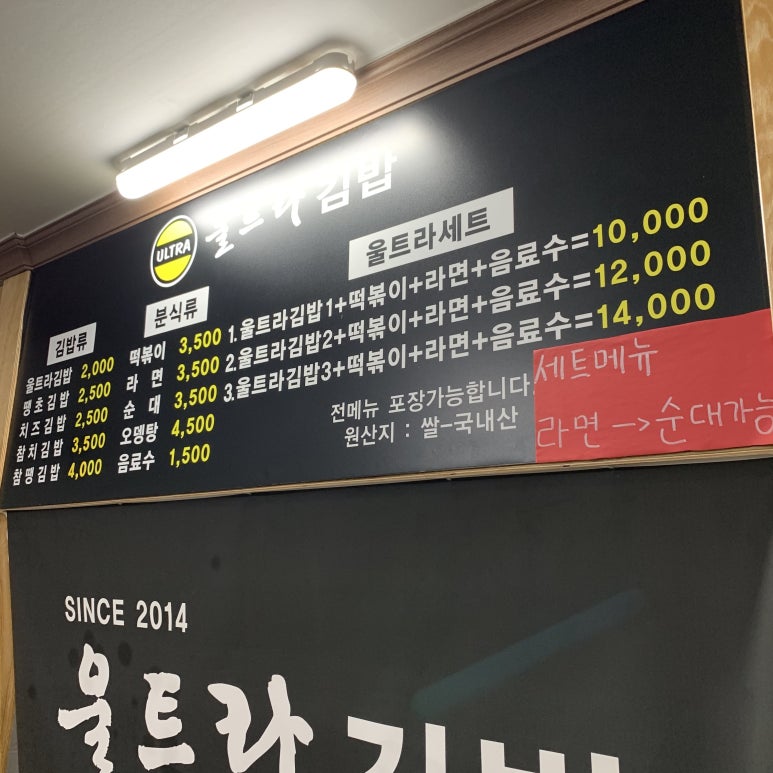 울트라김밥
ULTRA
김밥류
울트라김밥 2,000
땡초김밥 2,500
치즈김밥 2,500
참치김밥 3,500
참땡김밥 4,000
분식류
떡볶이 3,500
라면 3,500
순대 3,500
오뎅탕 4,500
음료수 1,500
울트라세트
1.울트라김밥1+떡볶이+라면+음료수=10,000
2.울트라김밥2+떡볶이+라면+음료수=12,000
3.울트라김밥3+떡볶이+라면+음료수=14,000
전메뉴 포장가능합니다.
원산지 : 쌀-국내산
세트메뉴
라면→순대가능
SINCE 2014
울트라김밥